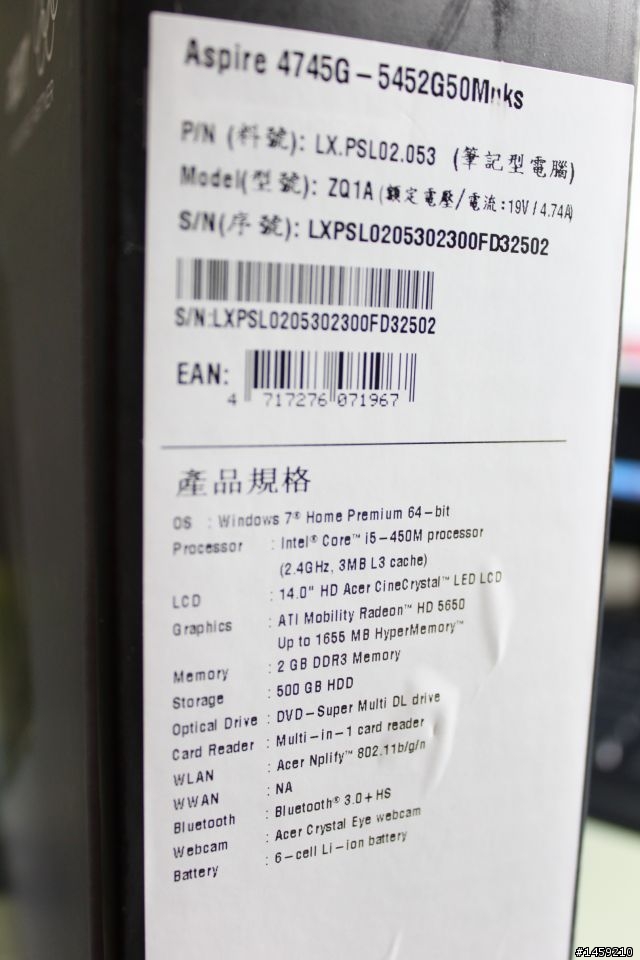 Aspire 4745G-5452G50Mnks
P/N (料號): LX.PSL02.053 (筆記型電腦)
Model(型號): ZQ1A (額定電壓/電流:19V/4.74A)
S/N(序號): LXPSL0205302300FD32502
S/N:LXPSL0205302300FD32502
EAN:
4 717276 071967
產品規格
OS : Windows 7® Home Premium 64-bit
Processor : Intel® Core™ i5-450M processor
(2.4GHz, 3MB L3 cache)
LCD : 14.0" HD Acer CineCrystal™ LED LCD
Graphics : ATI Mobility Radeon™ HD 5650
Up to 1655 MB HyperMemory™
Memory : 2 GB DDR3 Memory
Storage : 500 GB HDD
Optical Drive : DVD-Super Multi DL drive
Card Reader : Multi-in-1 card reader
WLAN : Acer Nplify™ 802.11b/g/n
WWAN : NA
Bluetooth : Bluetooth® 3.0+HS
Webcam : Acer Crystal Eye webcam
Battery : 6-cell Li-ion battery
#1459210